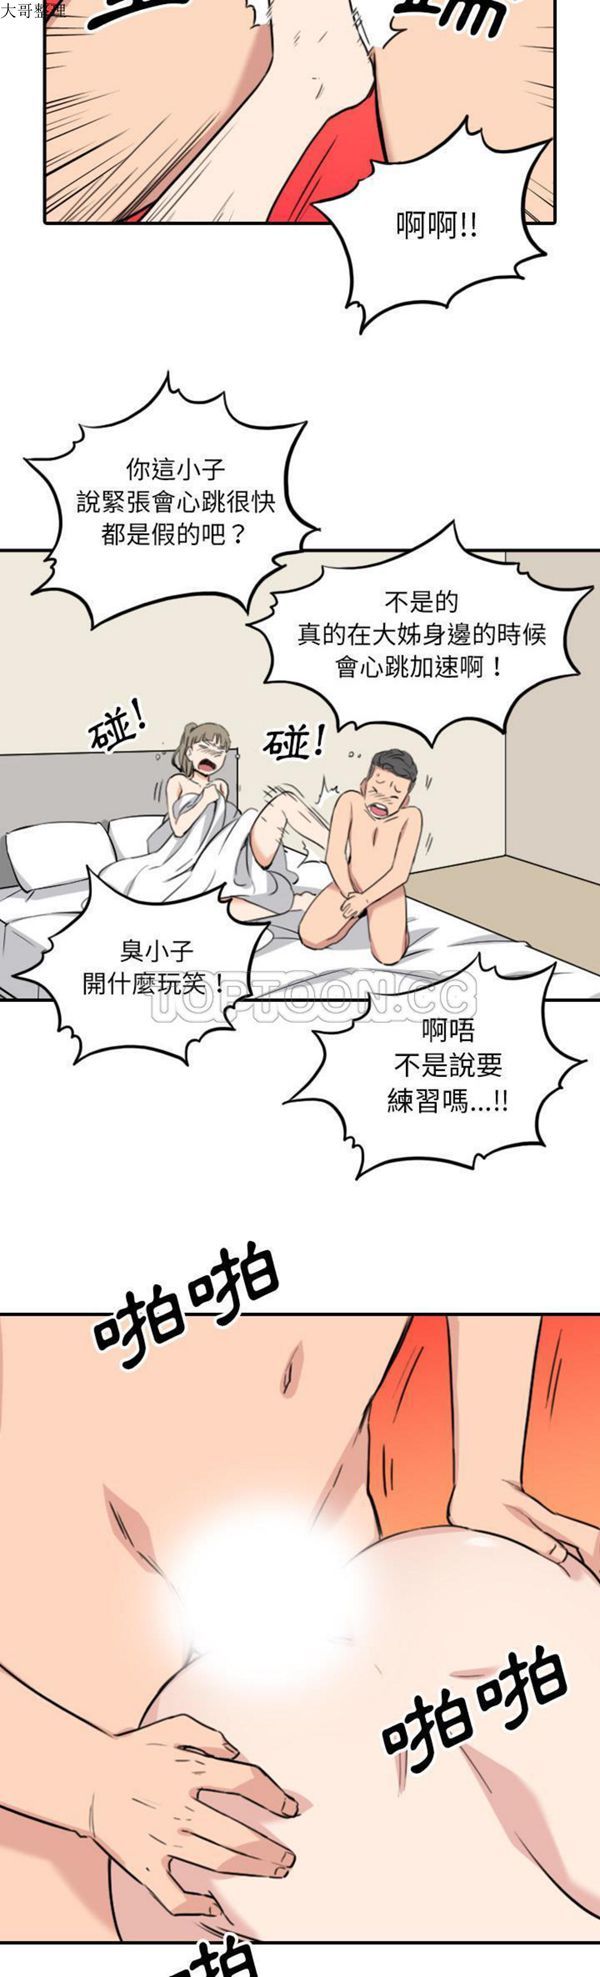 大哥整理
啊啊!!
你這小子
說緊張會心跳很快
都是假的吧？
不是的
真的在大姊身邊的時候
會心跳加速啊！
碰!
碰!
臭小子
開什麼玩笑！
TOPTOON.CC
啊唔
不是說要
練習嗎...!!
啪啪
啪啪
啪